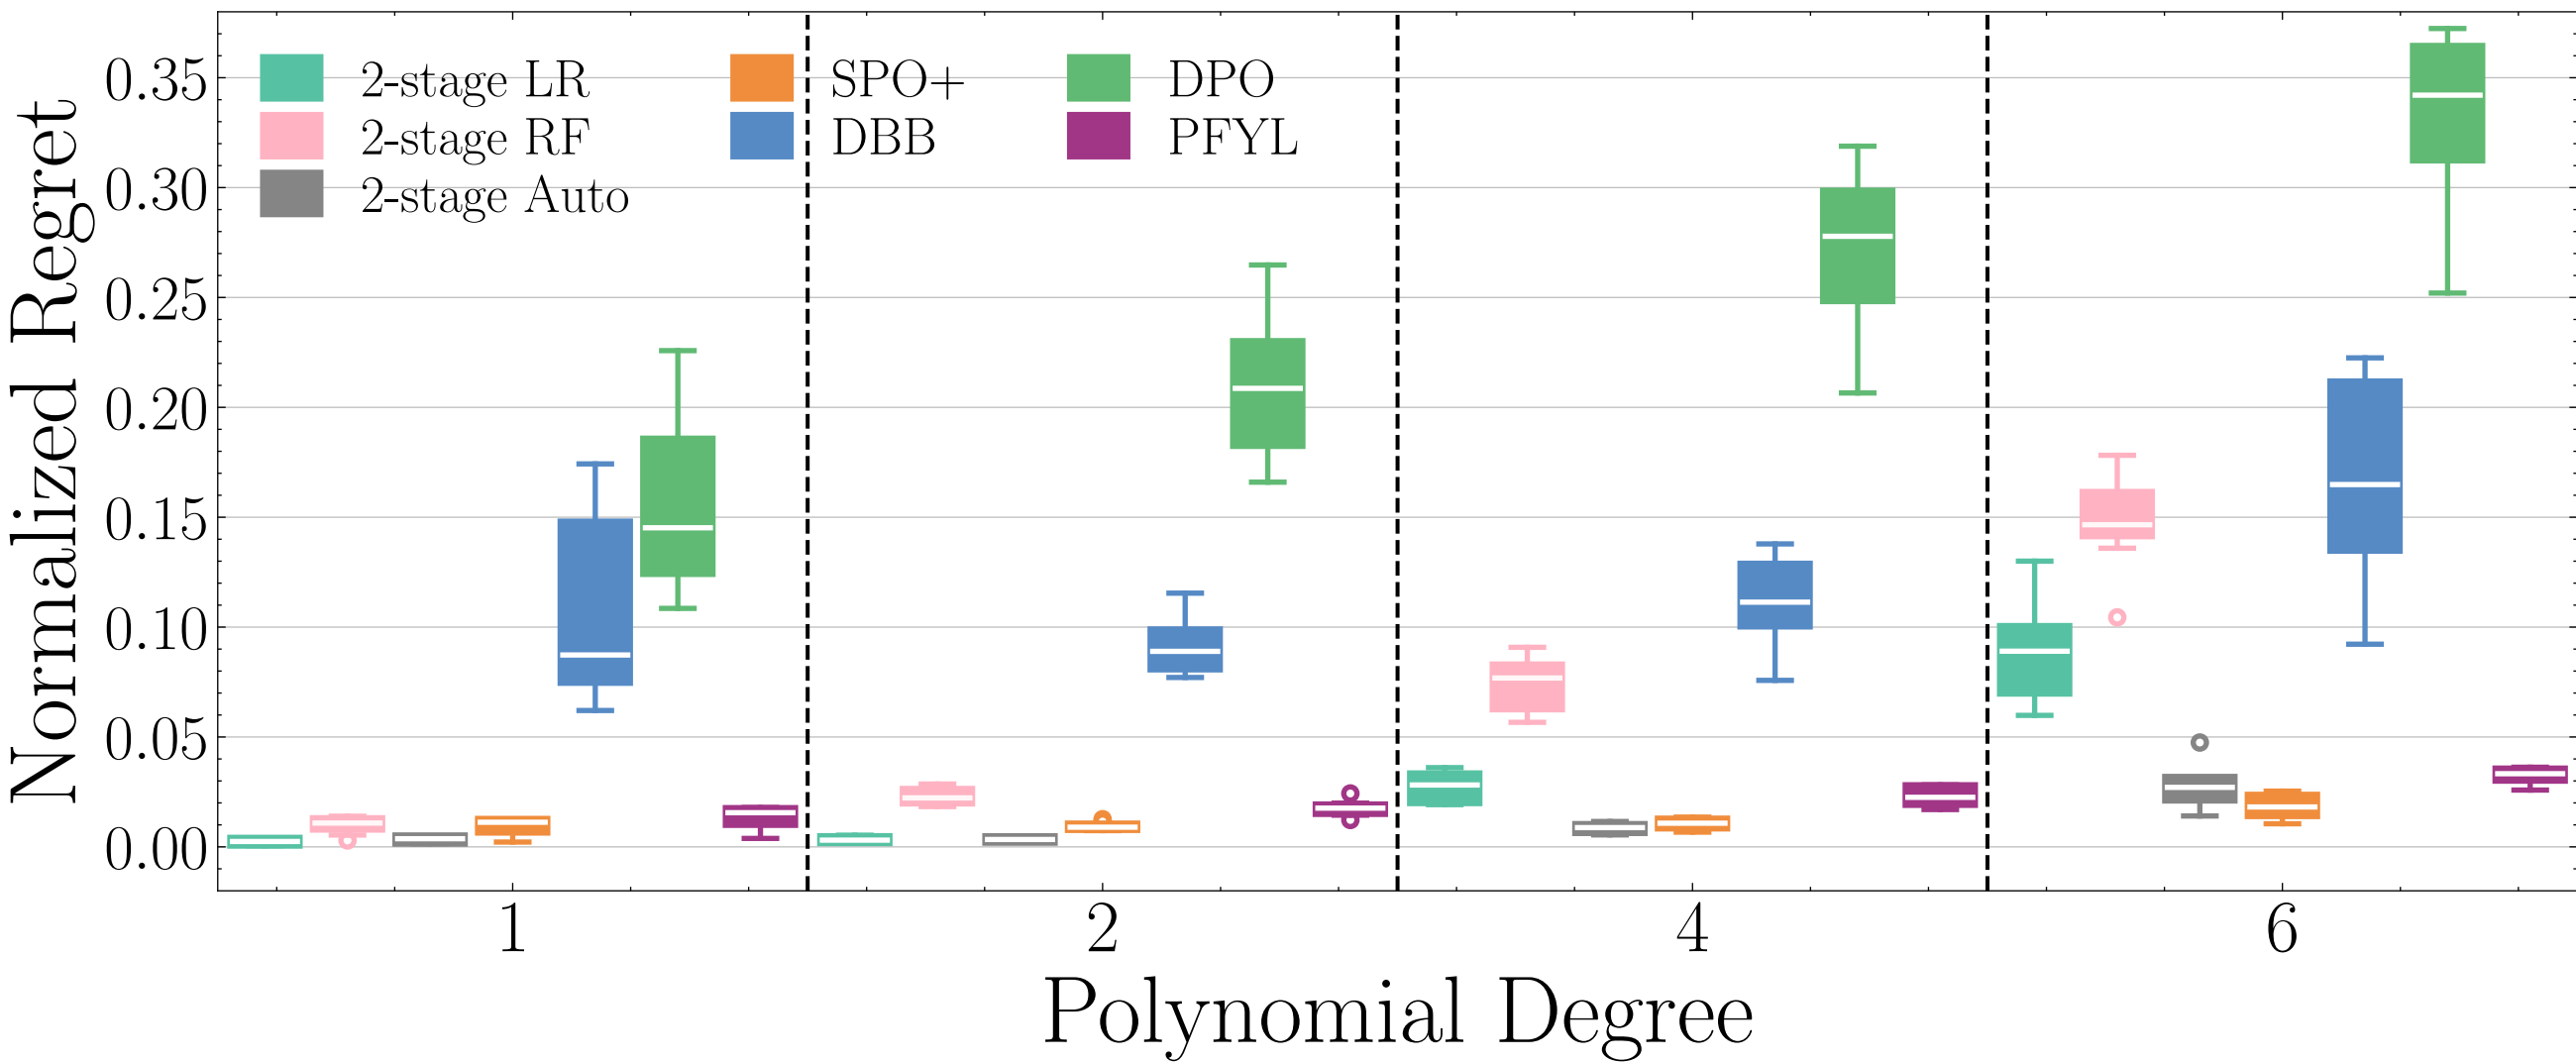 Normalized Regret
0.35
0.30
0.25
0.20
0.15
0.10
0.05
0.00
2-stage LR
2-stage RF
2-stage Auto
SPO+
DBB
DPO
PFYL
1
2
4
6
Polynomial Degree